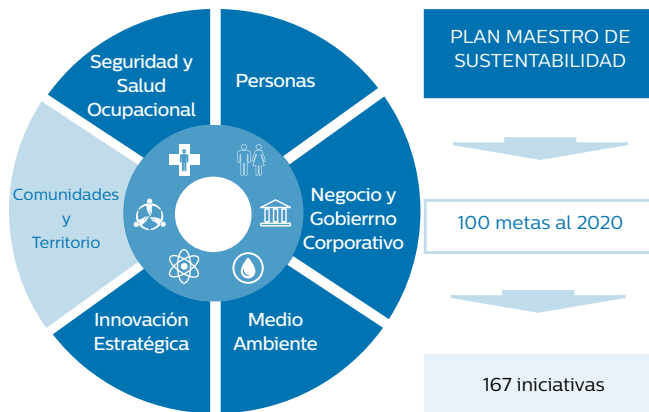 Seguridad y
Salud
Ocupacional
Personas
Negocio y
Gobierrno
Corporativo
Medio
Ambiente
Innovación
Estratégica
Comunidades
y
Territorio
PLAN MAESTRO DE
SUSTENTABILIDAD
100 metas al 2020
167 iniciativas